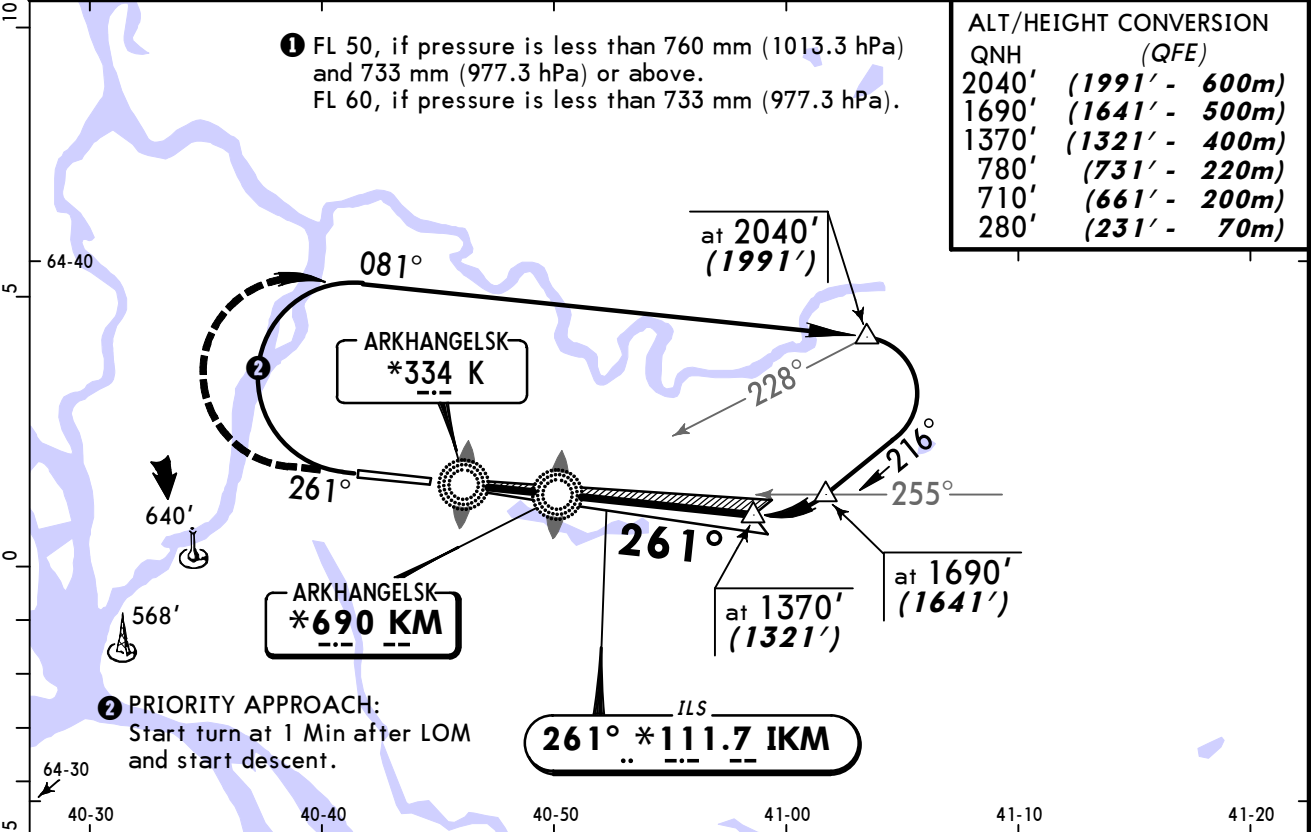 10
❶ FL 50, if pressure is less than 760 mm (1013.3 hPa)
and 733 mm (977.3 hPa) or above.
FL 60, if pressure is less than 733 mm (977.3 hPa).
ALT/HEIGHT CONVERSION
QNH (QFE)
2040' (1991' - 600m)
1690' (1641' - 500m)
1370' (1321' - 400m)
780' (731' - 220m)
710' (661' - 200m)
280' (231' - 70m)
at 2040'
(1991')
64-40
081°
5
ARKHANGELSK
*334 K
❷
228°
216°
261°
255°
640'
261°
0
at 1690'
(1641')
ARKHANGELSK
*690 KM
at 1370'
(1321')
568'
❷ PRIORITY APPROACH:
Start turn at 1 Min after LOM
and start descent.
ILS
261° *111.7 IKM
64-30
40-30
40-40
40-50
41-00
41-10
41-20
5